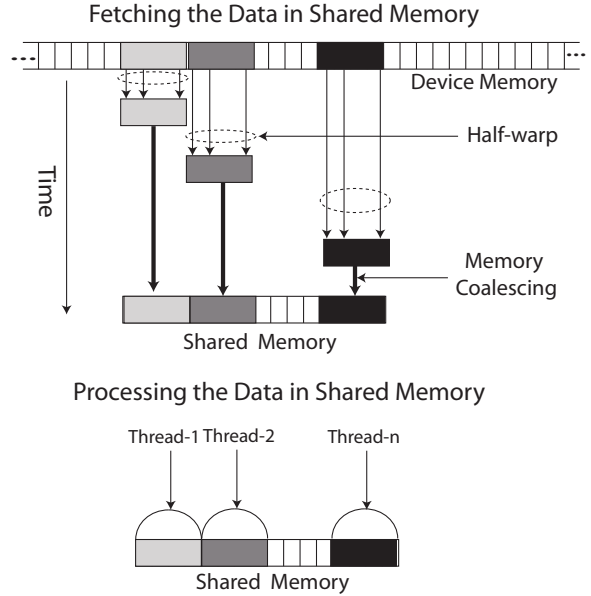 Fetching the Data in Shared Memory
... ...
Device Memory
Half-warp
Time
Memory
Coalescing
Shared Memory
Processing the Data in Shared Memory
Thread-1 Thread-2 Thread-n
Shared Memory